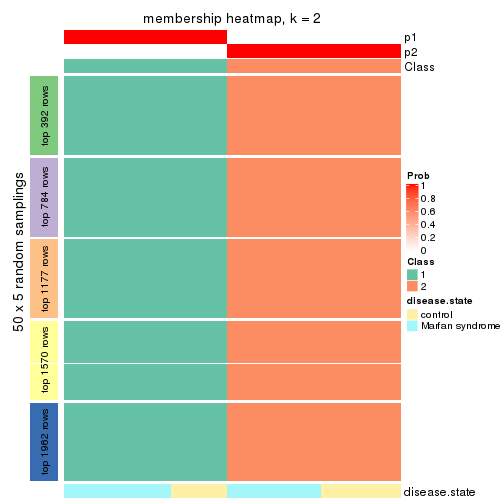 membership heatmap, k = 2
p1
p2
Class
50 x 5 random samplings
top 392 rows
top 784 rows
top 1177 rows
top 1570 rows
top 1962 rows
disease.state
Prob
1
0.8
0.6
0.4
0.2
0
Class
1
2
disease.state
control
Marfan syndrome